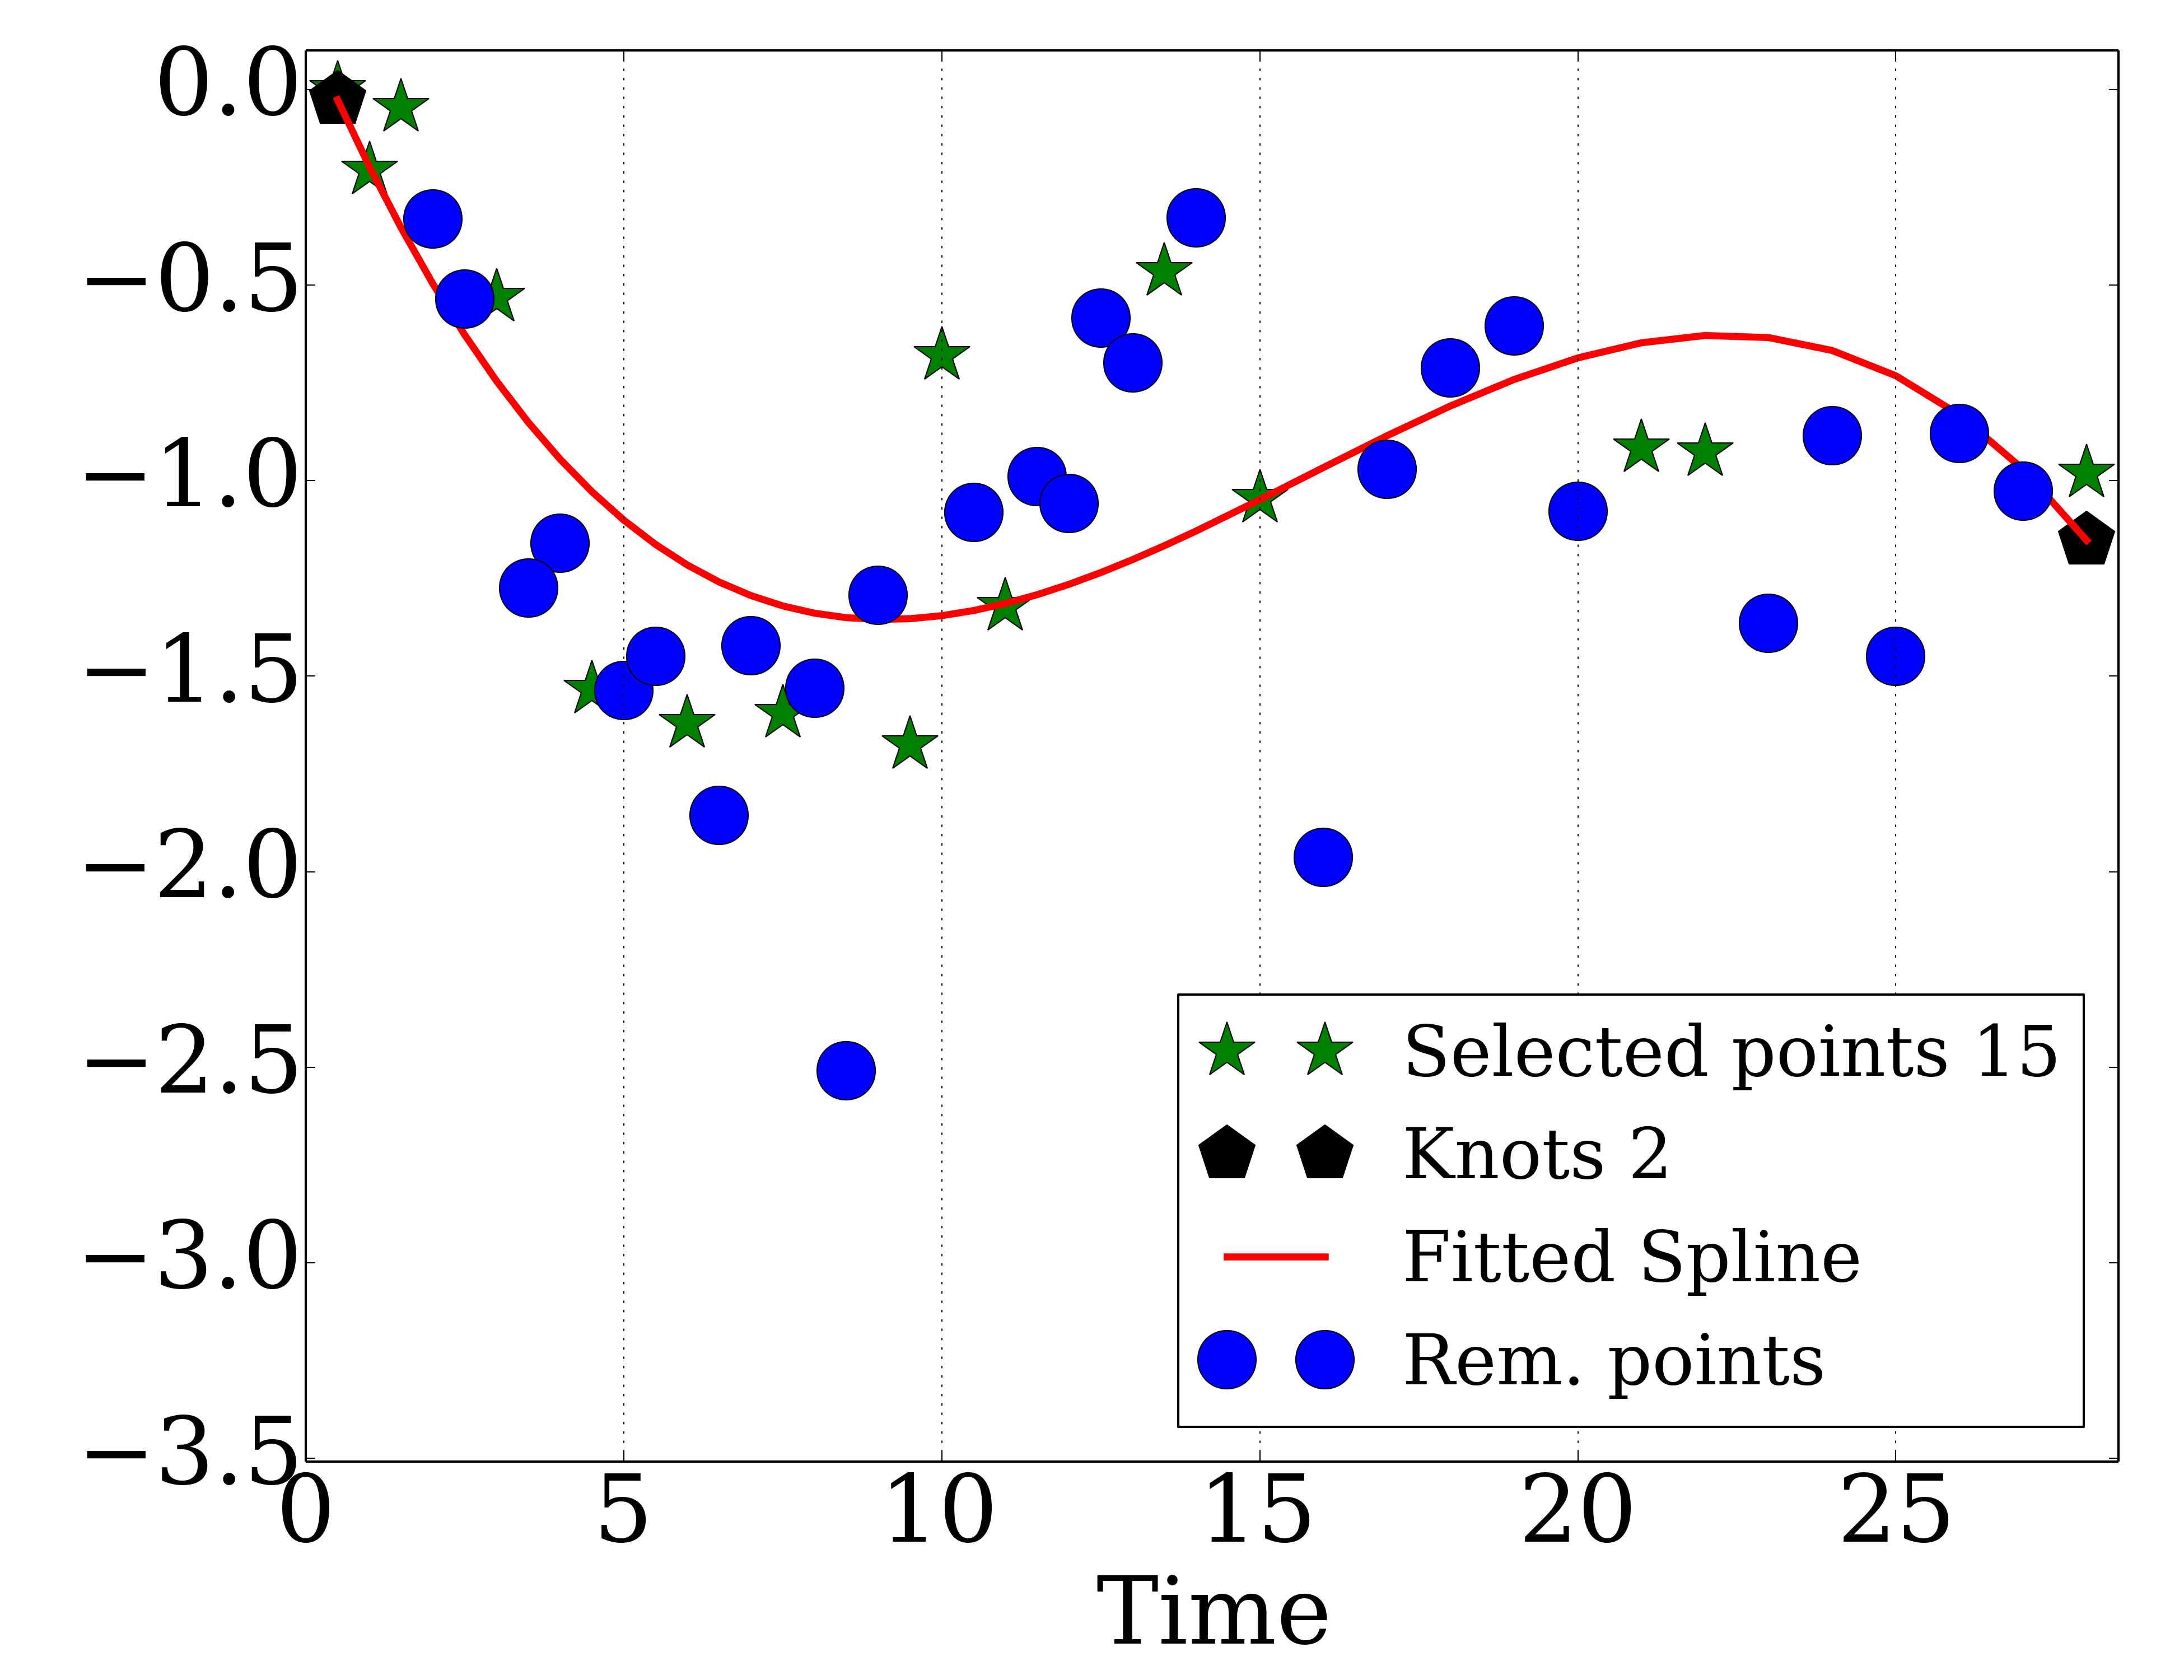 0.0
−0.5
−1.0
−1.5
−2.0
−2.5
−3.0
−3.5
0 5 10 15 20 25
Time
Selected points 15
Knots 2
Fitted Spline
Rem. points